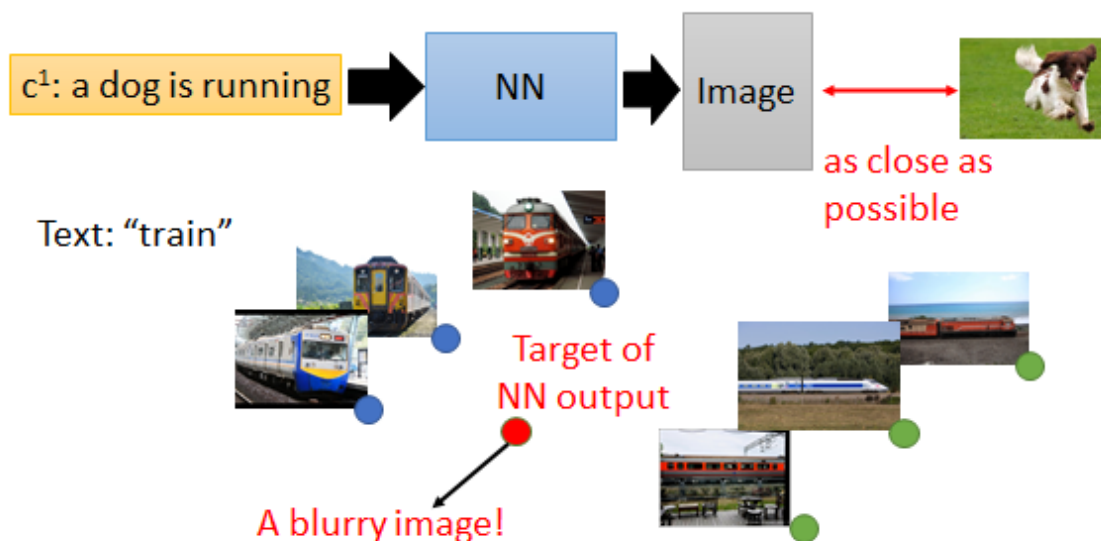 c¹: a dog is running
NN
Image
as close as
possible
Text: “train”
Target of
NN output
A blurry image!